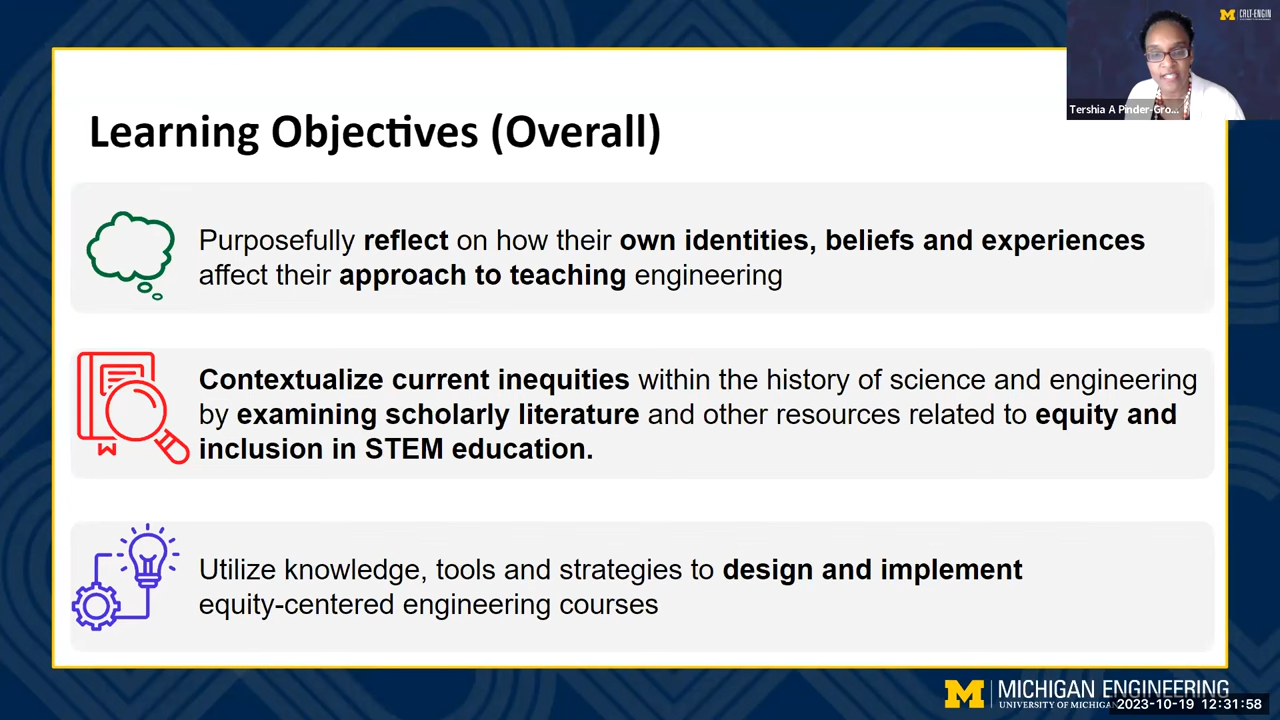 CRLT-ENGIN
Tershia A Pinder-Gro...
Learning Objectives (Overall)
Purposefully reflect on how their own identities, beliefs and experiences
affect their approach to teaching engineering
Contextualize current inequities within the history of science and engineering
by examining scholarly literature and other resources related to equity and
inclusion in STEM education.
Utilize knowledge, tools and strategies to design and implement
equity-centered engineering courses
M MICHIGAN ENGINEERING
UNIVERSITY OF MICHIGAN
2023-10-19 12:31:58